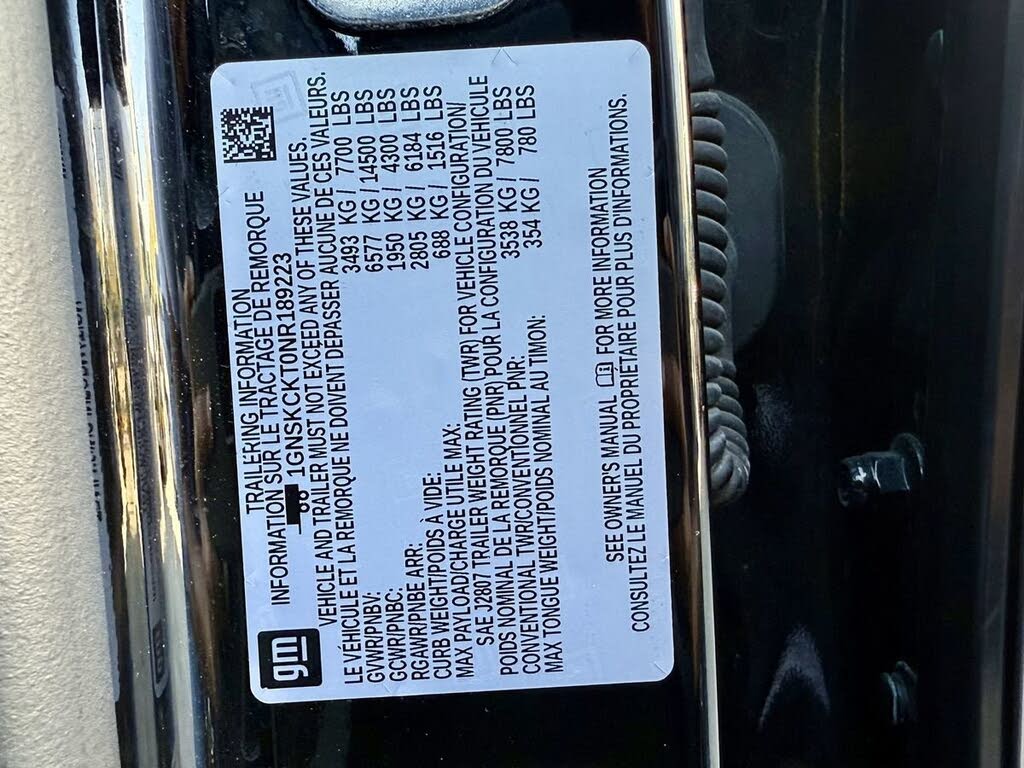 TRAILERING INFORMATION
INFORMATION SUR LE TRACTAGE DE REMORQUE
1GNSKCKT0NR189223
VEHICLE AND TRAILER MUST NOT EXCEED ANY OF THESE VALUES.
LE VÉHICULE ET LA REMORQUE NE DOIVENT DÉPASSER AUCUNE DE CES VALEURS.
GVWR/PNBV: 3493 KG / 7700 LBS
GCWR/PNBC: 6577 KG / 14500 LBS
RGAWR/PNBE ARR: 1950 KG / 4300 LBS
CURB WEIGHT/POIDS À VIDE: 2805 KG / 6184 LBS
MAX PAYLOAD/CHARGE UTILE MAX: 688 KG / 1516 LBS
SAE J2807 TRAILER WEIGHT RATING (TWR) FOR VEHICLE CONFIGURATION/
POIDS NOMINAL DE LA REMORQUE (PNR) POUR LA CONFIGURATION DU VÉHICULE
CONVENTIONAL TWR/CONVENTIONNEL PNR: 3538 KG / 7800 LBS
MAX TONGUE WEIGHT/POIDS NOMINAL AU TIMON: 354 KG / 780 LBS
SEE OWNER'S MANUAL FOR MORE INFORMATION
CONSULTEZ LE MANUEL DU PROPRIÉTAIRE POUR PLUS D'INFORMATIONS.
gm